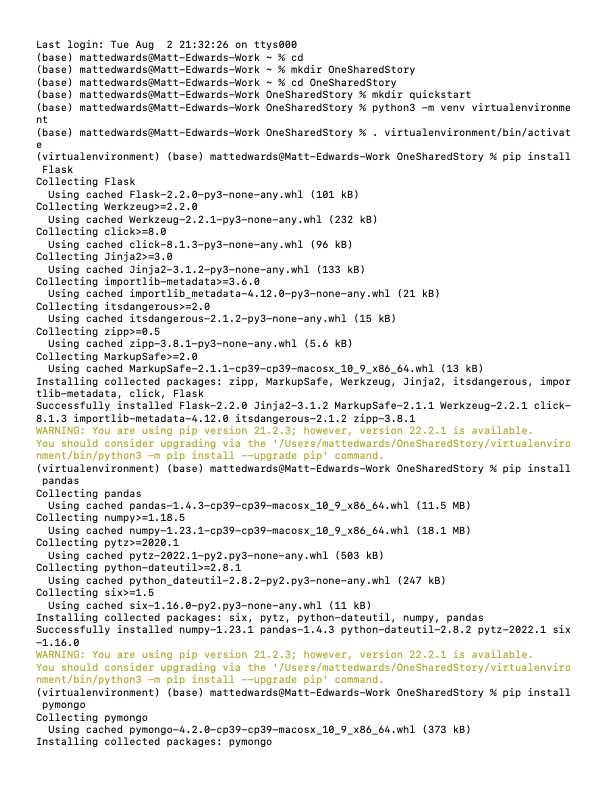 Last login: Tue Aug  2 21:32:26 on ttys000
(base) mattedwards@Matt-Edwards-Work ~ % cd
(base) mattedwards@Matt-Edwards-Work ~ % mkdir OneSharedStory
(base) mattedwards@Matt-Edwards-Work ~ % cd OneSharedStory
(base) mattedwards@Matt-Edwards-Work OneSharedStory % mkdir quickstart
(base) mattedwards@Matt-Edwards-Work OneSharedStory % python3 -m venv virtualenvironme
nt
(base) mattedwards@Matt-Edwards-Work OneSharedStory % . virtualenvironment/bin/activat
e
(virtualenvironment) (base) mattedwards@Matt-Edwards-Work OneSharedStory % pip install
 Flask
Collecting Flask
  Using cached Flask-2.2.0-py3-none-any.whl (101 kB)
Collecting Werkzeug>=2.2.0
  Using cached Werkzeug-2.2.1-py3-none-any.whl (232 kB)
Collecting click>=8.0
  Using cached click-8.1.3-py3-none-any.whl (96 kB)
Collecting Jinja2>=3.0
  Using cached Jinja2-3.1.2-py3-none-any.whl (133 kB)
Collecting importlib-metadata>=3.6.0
  Using cached importlib_metadata-4.12.0-py3-none-any.whl (21 kB)
Collecting itsdangerous>=2.0
  Using cached itsdangerous-2.1.2-py3-none-any.whl (15 kB)
Collecting zipp>=0.5
  Using cached zipp-3.8.1-py3-none-any.whl (5.6 kB)
Collecting MarkupSafe>=2.0
  Using cached MarkupSafe-2.1.1-cp39-cp39-macosx_10_9_x86_64.whl (13 kB)
Installing collected packages: zipp, MarkupSafe, Werkzeug, Jinja2, itsdangerous, impor
tlib-metadata, click, Flask
Successfully installed Flask-2.2.0 Jinja2-3.1.2 MarkupSafe-2.1.1 Werkzeug-2.2.1 click-
8.1.3 importlib-metadata-4.12.0 itsdangerous-2.1.2 zipp-3.8.1
WARNING: You are using pip version 21.2.3; however, version 22.2.1 is available.
You should consider upgrading via the '/Users/mattedwards/OneSharedStory/virtualenviro
nment/bin/python3 -m pip install --upgrade pip' command.
(virtualenvironment) (base) mattedwards@Matt-Edwards-Work OneSharedStory % pip install
 pandas
Collecting pandas
  Using cached pandas-1.4.3-cp39-cp39-macosx_10_9_x86_64.whl (11.5 MB)
Collecting numpy>=1.18.5
  Using cached numpy-1.23.1-cp39-cp39-macosx_10_9_x86_64.whl (18.1 MB)
Collecting pytz>=2020.1
  Using cached pytz-2022.1-py2.py3-none-any.whl (503 kB)
Collecting python-dateutil>=2.8.1
  Using cached python_dateutil-2.8.2-py2.py3-none-any.whl (247 kB)
Collecting six>=1.5
  Using cached six-1.16.0-py2.py3-none-any.whl (11 kB)
Installing collected packages: six, pytz, python-dateutil, numpy, pandas
Successfully installed numpy-1.23.1 pandas-1.4.3 python-dateutil-2.8.2 pytz-2022.1 six
-1.16.0
WARNING: You are using pip version 21.2.3; however, version 22.2.1 is available.
You should consider upgrading via the '/Users/mattedwards/OneSharedStory/virtualenviro
nment/bin/python3 -m pip install --upgrade pip' command.
(virtualenvironment) (base) mattedwards@Matt-Edwards-Work OneSharedStory % pip install
 pymongo
Collecting pymongo
  Using cached pymongo-4.2.0-cp39-cp39-macosx_10_9_x86_64.whl (373 kB)
Installing collected packages: pymongo